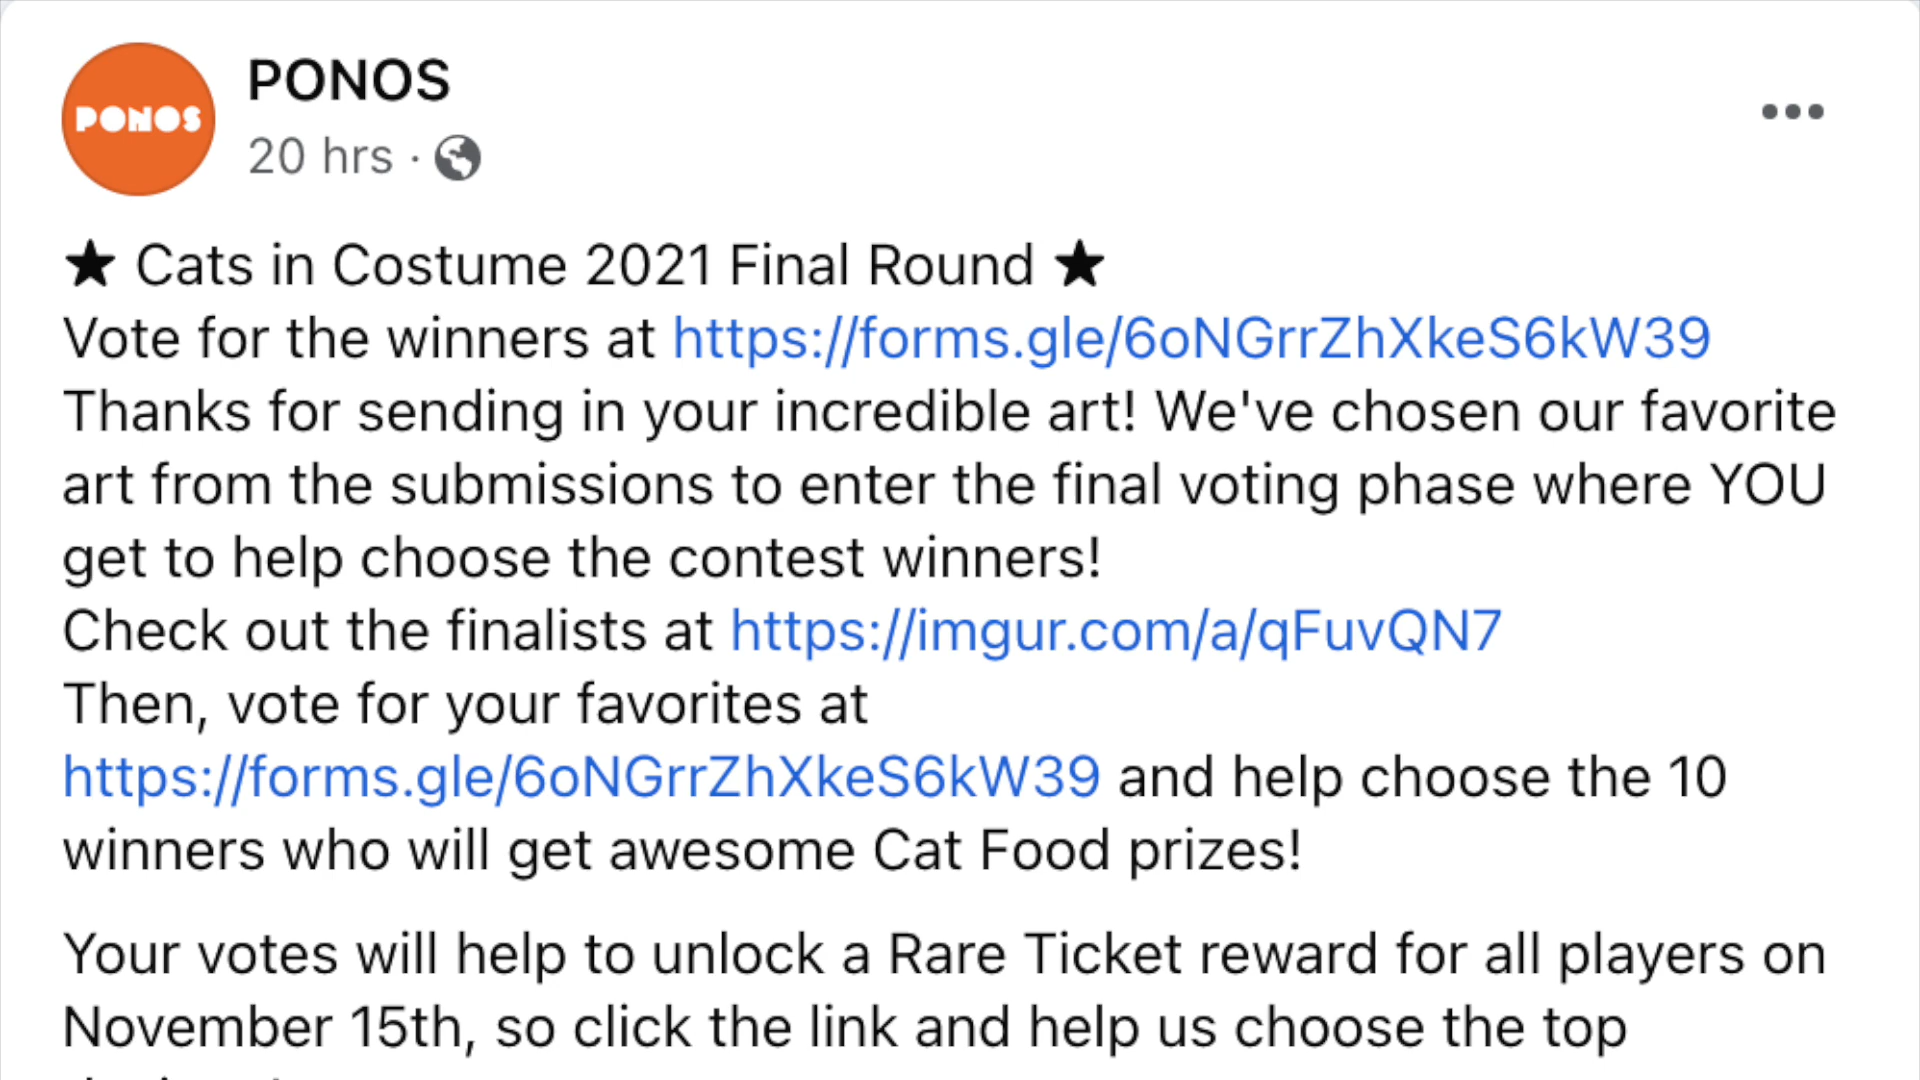 PONOS
PONOS
20 hrs ·
★ Cats in Costume 2021 Final Round ★
Vote for the winners at https://forms.gle/6oNGrrZhXkeS6kW39
Thanks for sending in your incredible art! We've chosen our favorite
art from the submissions to enter the final voting phase where YOU
get to help choose the contest winners!
Check out the finalists at https://imgur.com/a/qFuvQN7
Then, vote for your favorites at
https://forms.gle/6oNGrrZhXkeS6kW39 and help choose the 10
winners who will get awesome Cat Food prizes!
Your votes will help to unlock a Rare Ticket reward for all players on
November 15th, so click the link and help us choose the top